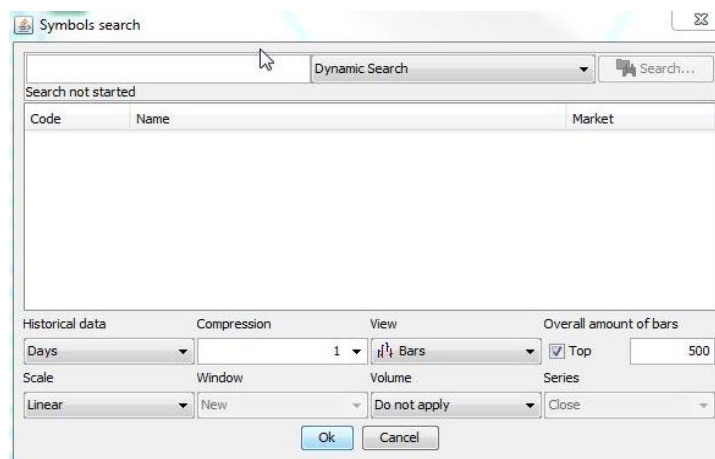 Symbols search
Dynamic Search Search...
Search not started
Code Name Market
Historical data Compression View Overall amount of bars
Days 1 Bars Top 500
Scale Window Volume Series
Linear New Do not apply Close
Ok Cancel